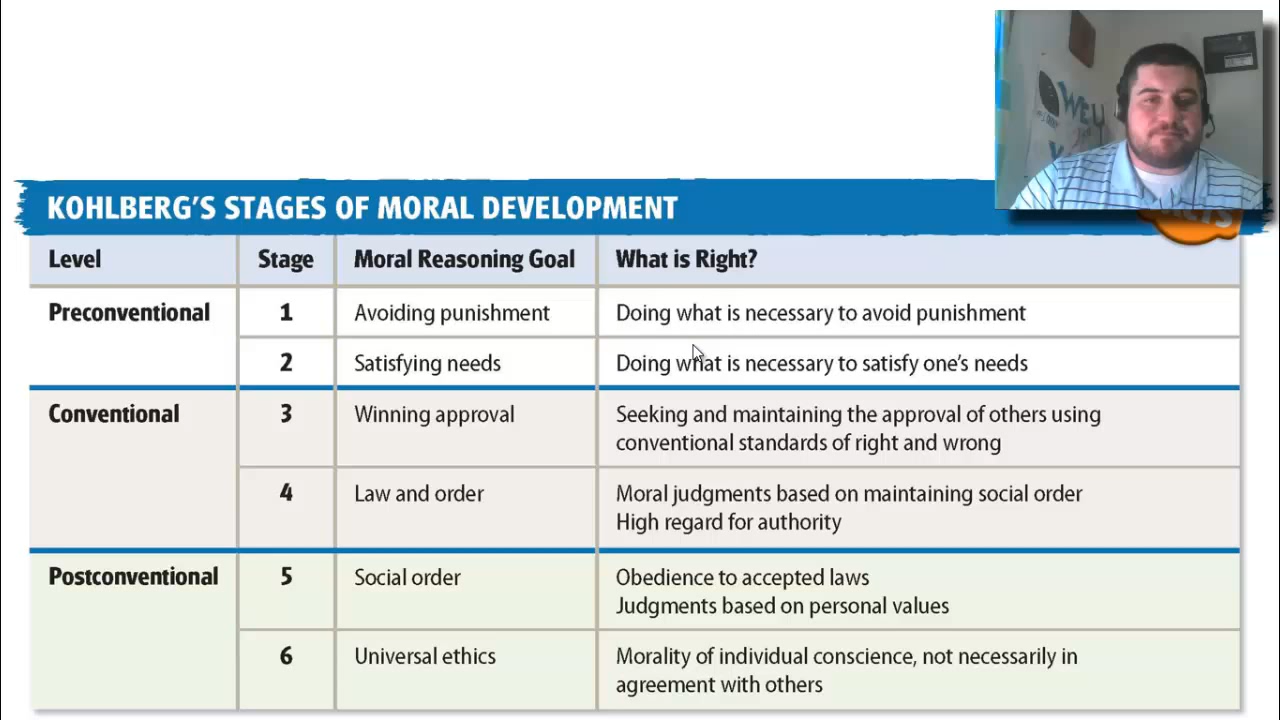 KOHLBERG'S STAGES OF MORAL DEVELOPMENT
Level Stage Moral Reasoning Goal What is Right?
Preconventional 1 Avoiding punishment Doing what is necessary to avoid punishment
2 Satisfying needs Doing what is necessary to satisfy one's needs
Conventional 3 Winning approval Seeking and maintaining the approval of others using
conventional standards of right and wrong
4 Law and order Moral judgments based on maintaining social order
High regard for authority
Postconventional 5 Social order Obedience to accepted laws
Judgments based on personal values
6 Universal ethics Morality of individual conscience, not necessarily in
agreement with others